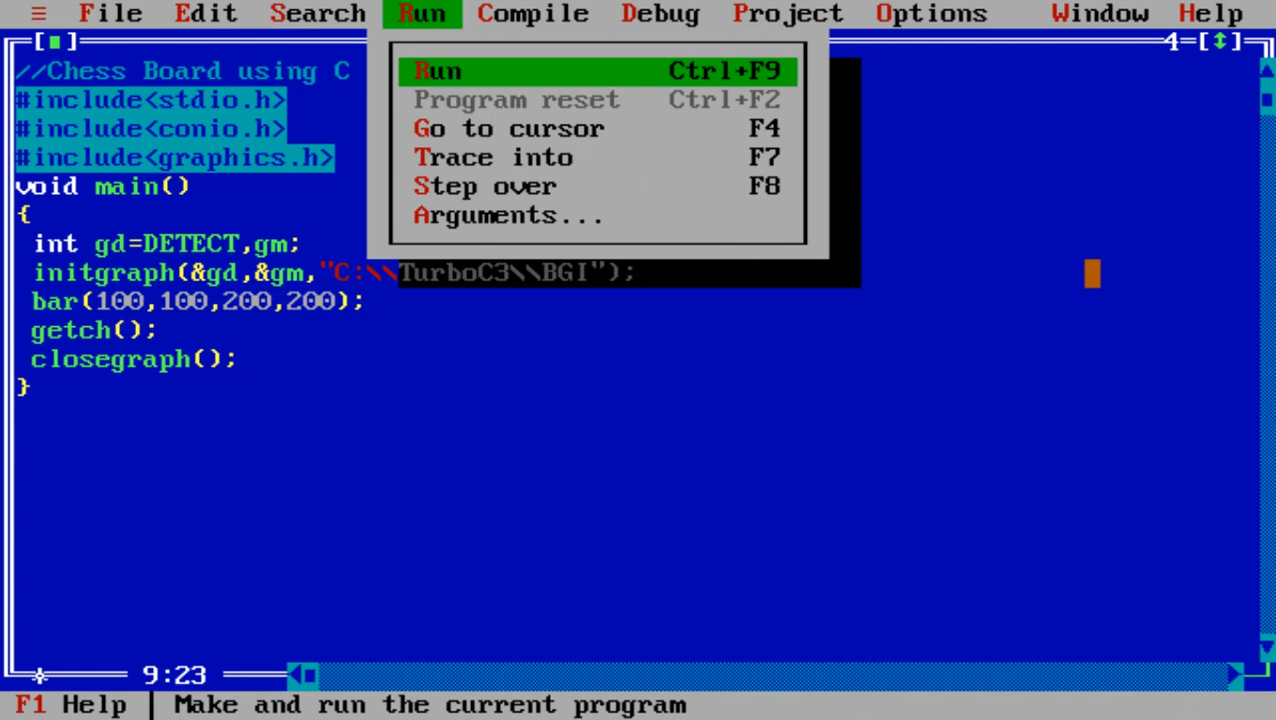 ≡ File Edit Search Run Compile Debug Project Options Window Help
4
//Chess Board using C
#include<stdio.h>
#include<conio.h>
#include<graphics.h>
void main()
{
int gd=DETECT,gm;
initgraph(&gd,&gm,"C:\\TurboC3\\BGI");
bar(100,100,200,200);
getch();
closegraph();
}
Run Ctrl+F9
Program reset Ctrl+F2
Go to cursor F4
Trace into F7
Step over F8
Arguments...
9:23
F1 Help | Make and run the current program